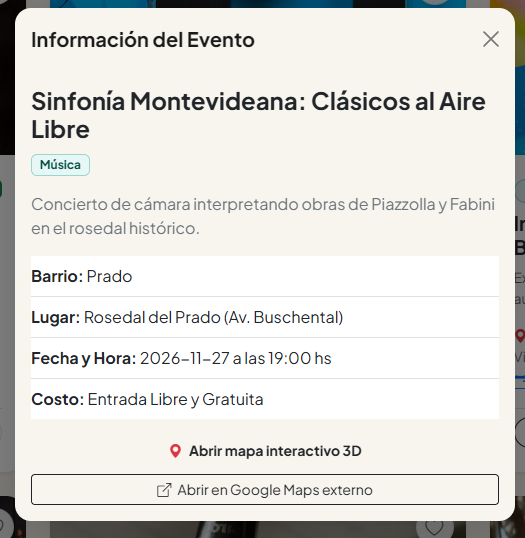 Información del Evento
Sinfonía Montevideana: Clásicos al Aire
Libre
Música
Concierto de cámara interpretando obras de Piazzolla y Fabini
en el rosedal histórico.
Barrio: Prado
Lugar: Rosedal del Prado (Av. Buschental)
Fecha y Hora: 2026-11-27 a las 19:00 hs
Costo: Entrada Libre y Gratuita
Abrir mapa interactivo 3D
Abrir en Google Maps externo